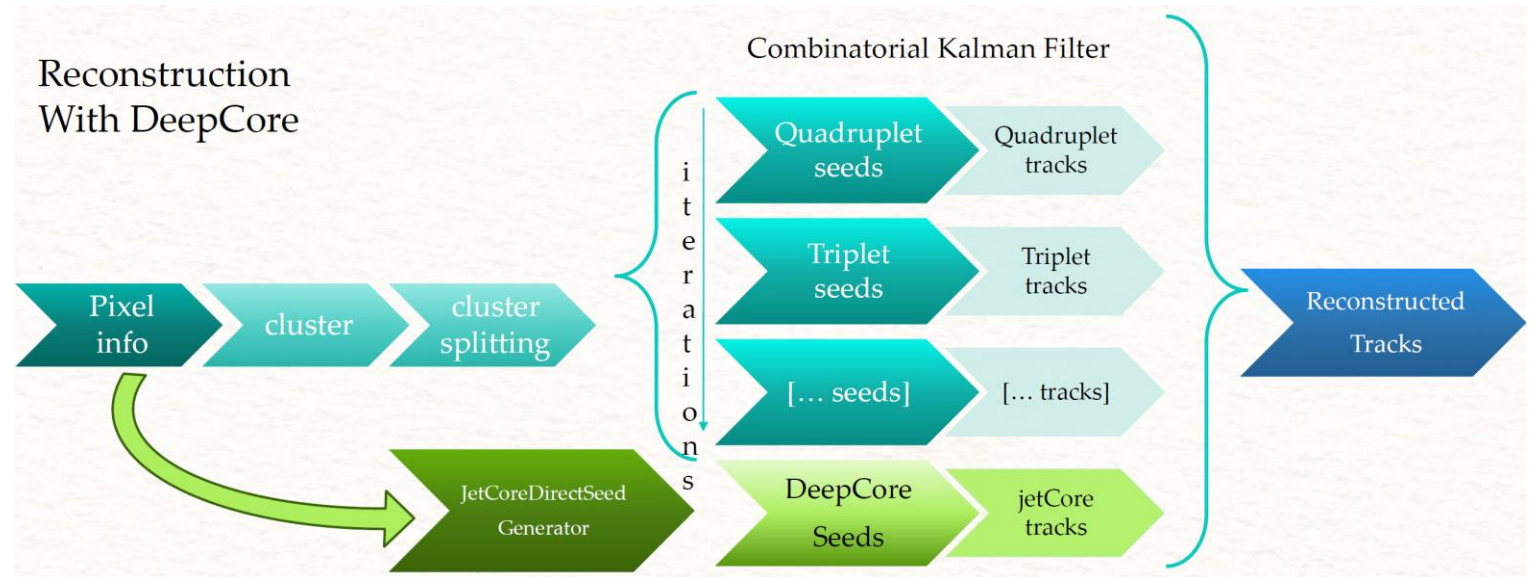 Reconstruction
With DeepCore
Combinatorial Kalman Filter
Pixel
info
cluster
cluster
splitting
iterations
Quadruplet
seeds
Quadruplet
tracks
Triplet
seeds
Triplet
tracks
[... seeds]
[... tracks]
JetCoreDirectSeed
Generator
DeepCore
Seeds
jetCore
tracks
Reconstructed
Tracks